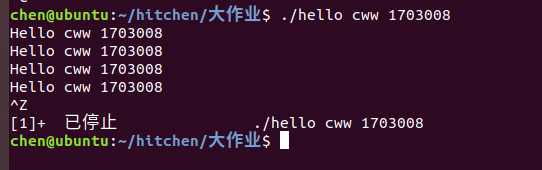 chen@ubuntu:~/hitchen/大作业$ ./hello cww 1703008
Hello cww 1703008
Hello cww 1703008
Hello cww 1703008
Hello cww 1703008
^Z
[1]+  已停止               ./hello cww 1703008
chen@ubuntu:~/hitchen/大作业$